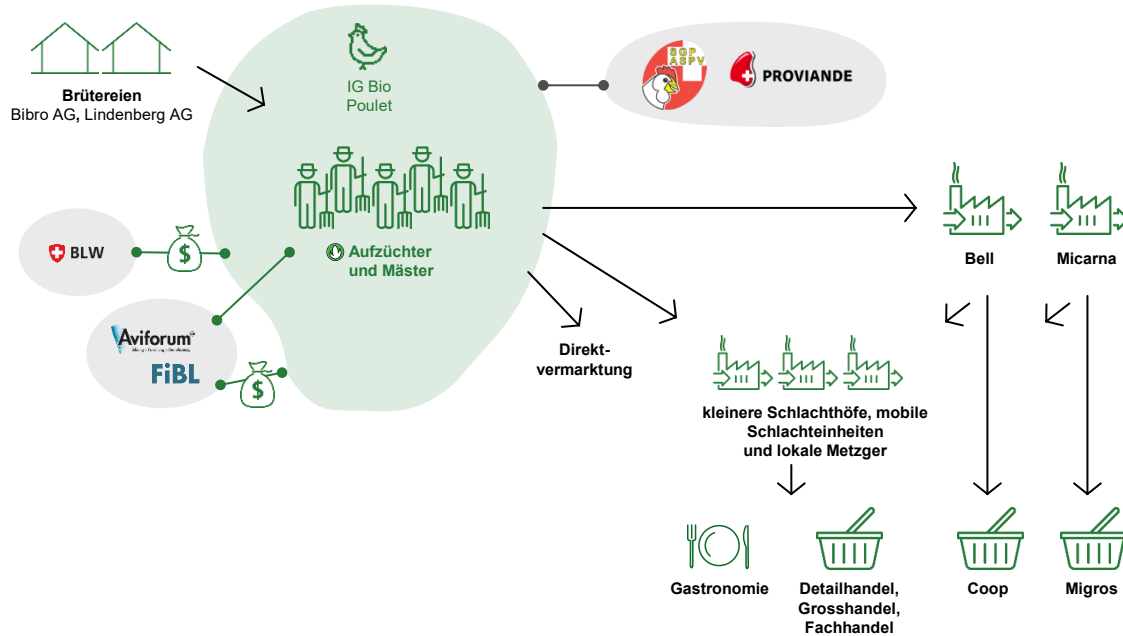 Brütereien
Bibro AG, Lindenberg AG
IG Bio
Poulet
SGP
ASPV
PROVIANDE
Aufzüchter
und Mäster
$
BLW
Aviforum
FiBL
$
Direkt-
vermarktung
Bell
Micarna
kleinere Schlachthöfe, mobile
Schlachteinheiten
und lokale Metzger
Gastronomie
Detailhandel,
Grosshandel,
Fachhandel
Coop
Migros